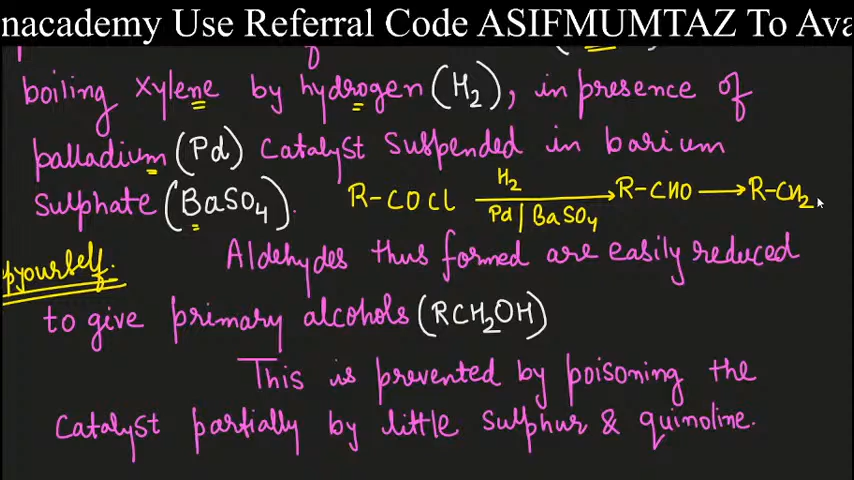 nacademy Use Referral Code ASIFMUMTAZ To Ava
boiling xylene by hydrogen (H2), in presence of
palladium (Pd) Catalyst suspended in barium
sulphate (BaSO4). R-COCl H2 Pd|BaSO4 → R-CHO → R-CH2
pyourself.
Aldehydes thus formed are easily reduced
to give primary alcohols (RCH2OH)
This is prevented by poisoning the
Catalyst partially by little sulphur & quinoline.